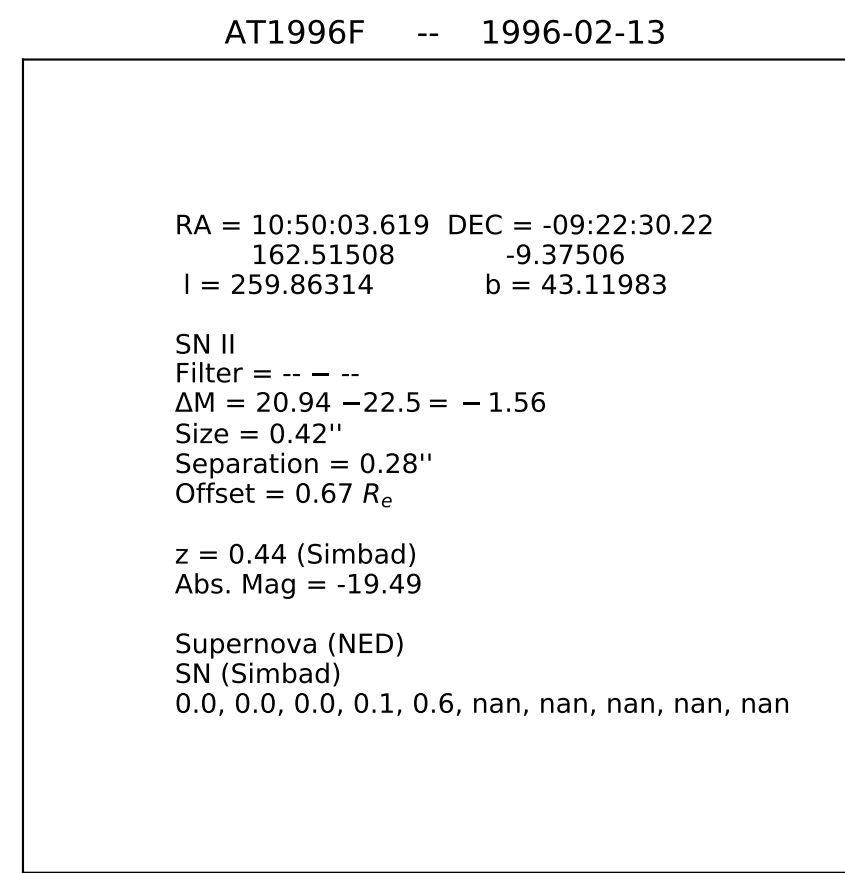 AT1996F -- 1996-02-13
RA = 10:50:03.619 DEC = -09:22:30.22
162.51508 -9.37506
l = 259.86314 b = 43.11983
SN II
Filter = -- − --
ΔM = 20.94 −22.5 = − 1.56
Size = 0.42''
Separation = 0.28''
Offset = 0.67 Rₑ
z = 0.44 (Simbad)
Abs. Mag = -19.49
Supernova (NED)
SN (Simbad)
0.0, 0.0, 0.0, 0.1, 0.6, nan, nan, nan, nan, nan